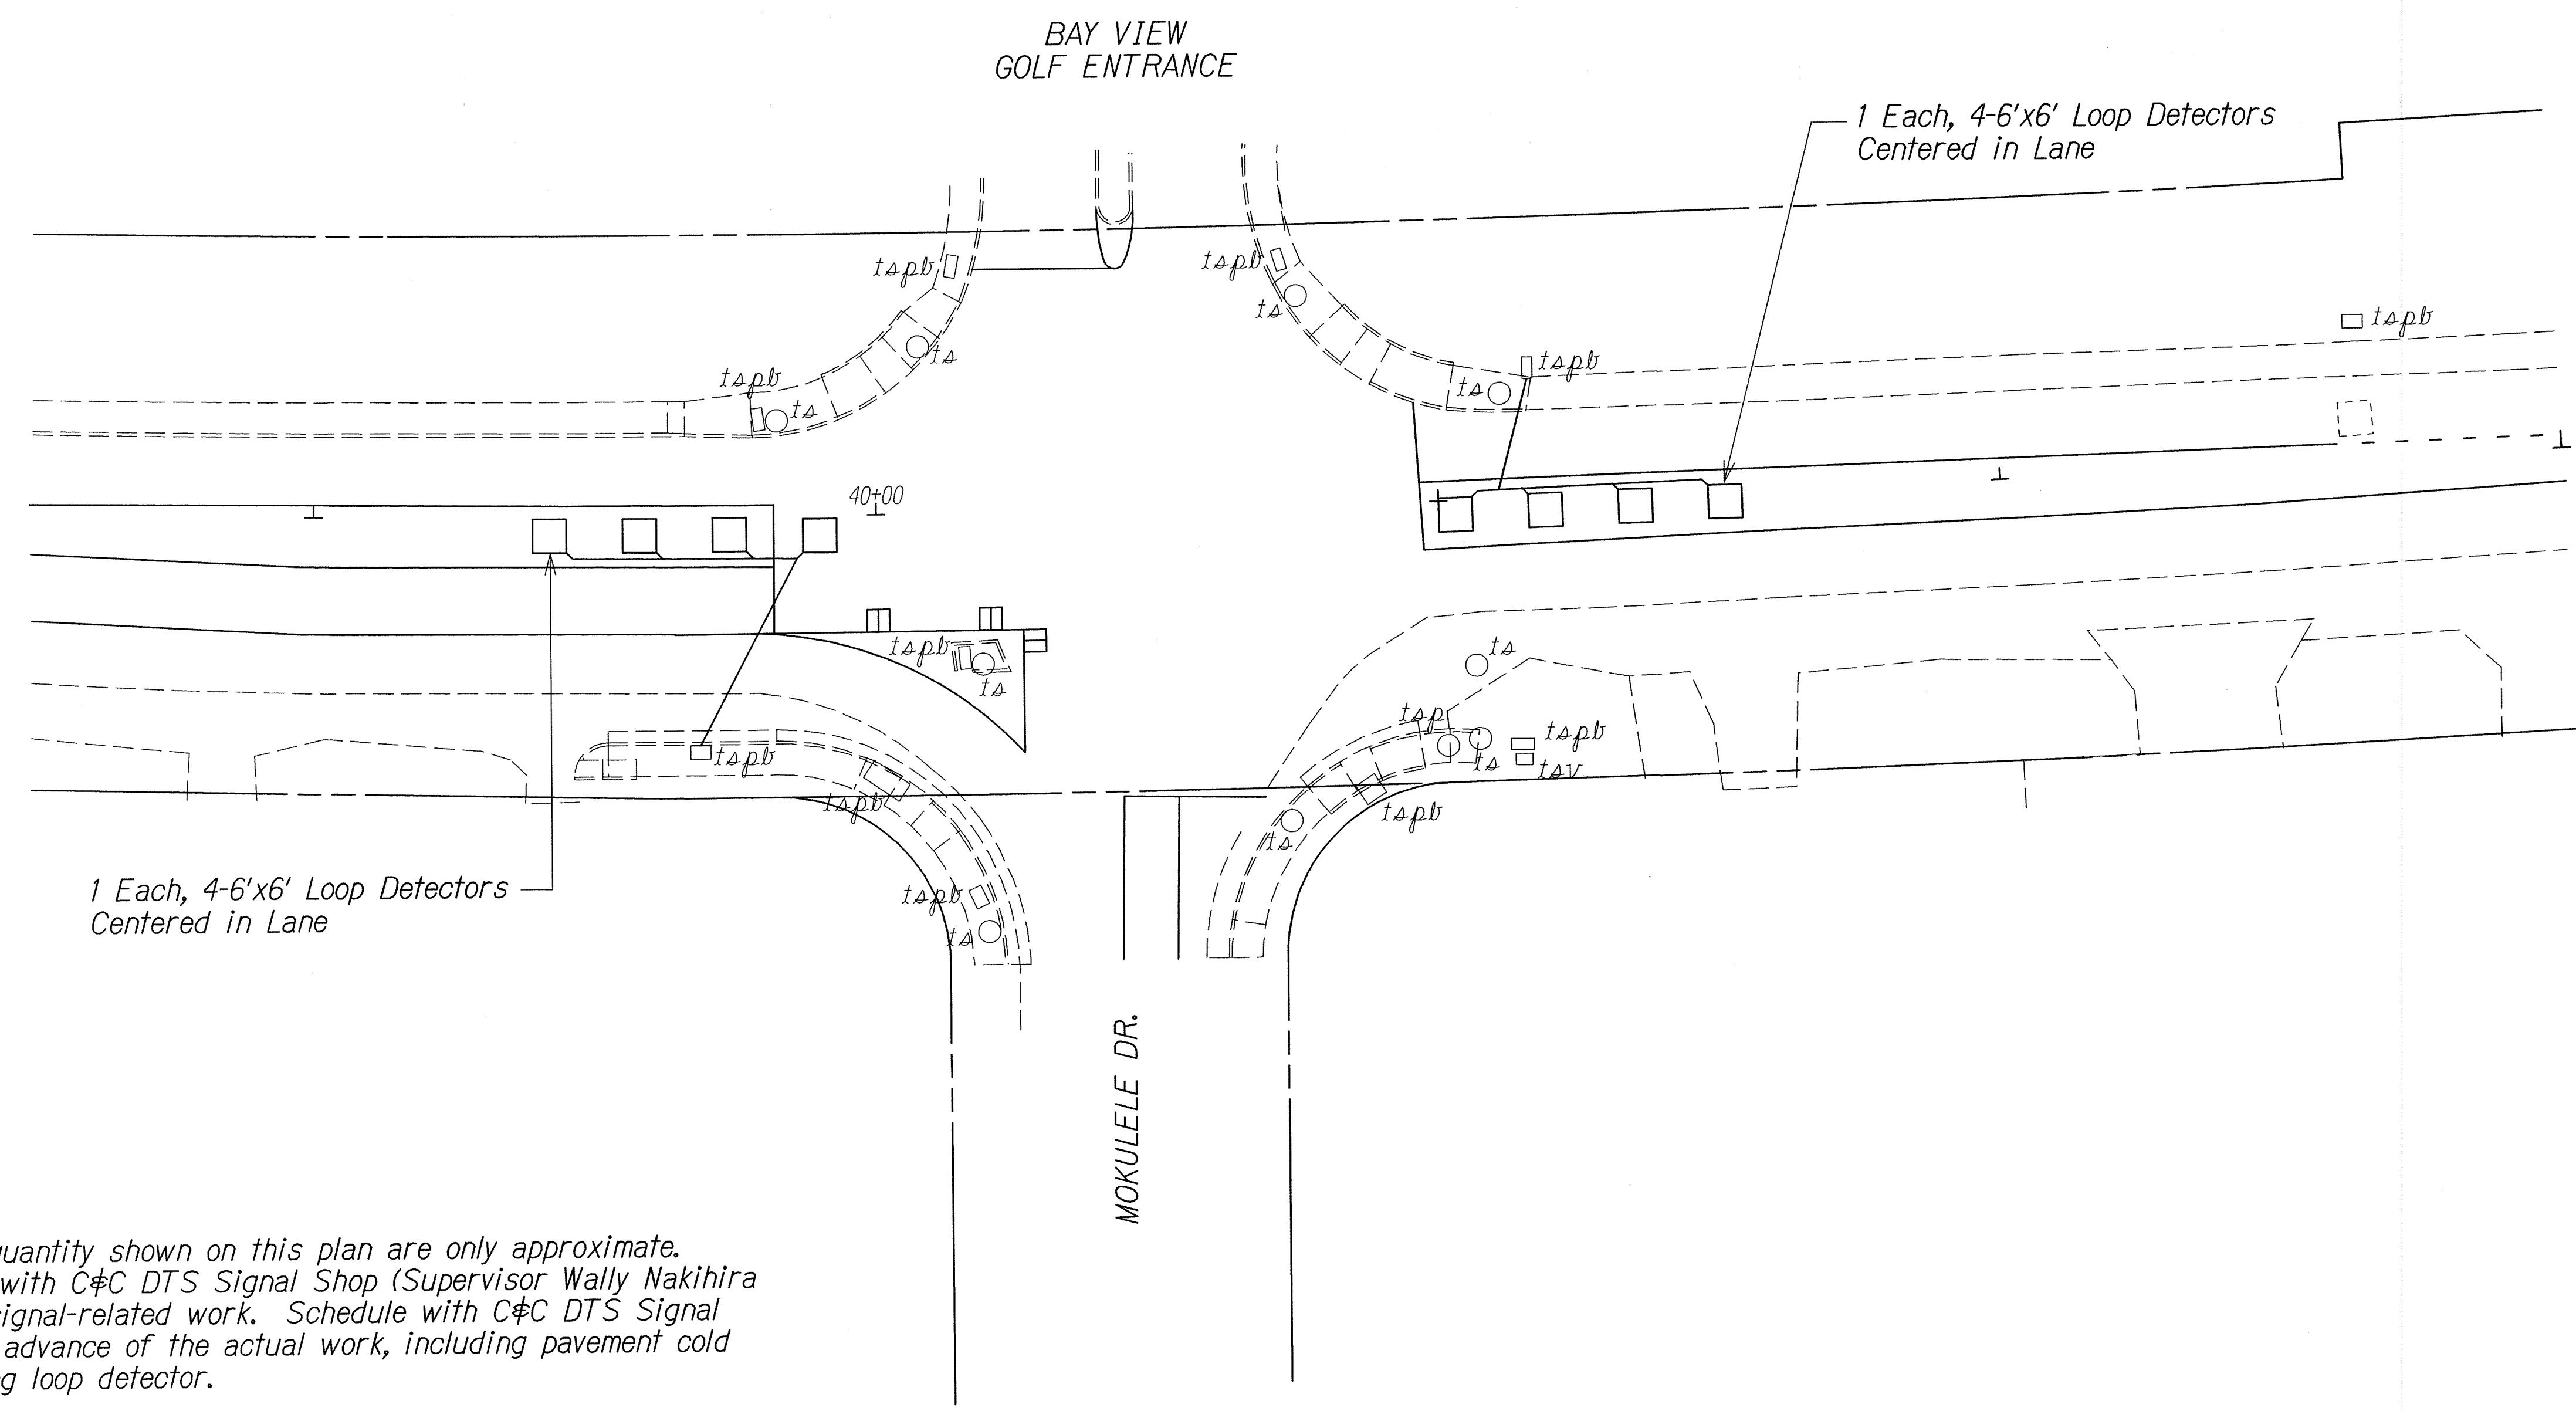 BAY VIEW
GOLF ENTRANCE
1 Each, 4-6'x6' Loop Detectors
Centered in Lane
tspb
tspb
ts
tspb
ts
tspb
tspb
ts
ts
ts
40+00
tspb
ts
ts
tsp
tspb
tspb
ts
tsv
tspb
tspb
ts
1 Each, 4-6'x6' Loop Detectors
Centered in Lane
tspb
ts
MOKULELE DR.
uantity shown on this plan are only approximate.
with C&C DTS Signal Shop (Supervisor Wally Nakihira
ignal-related work. Schedule with C&C DTS Signal
advance of the actual work, including pavement cold
g loop detector.